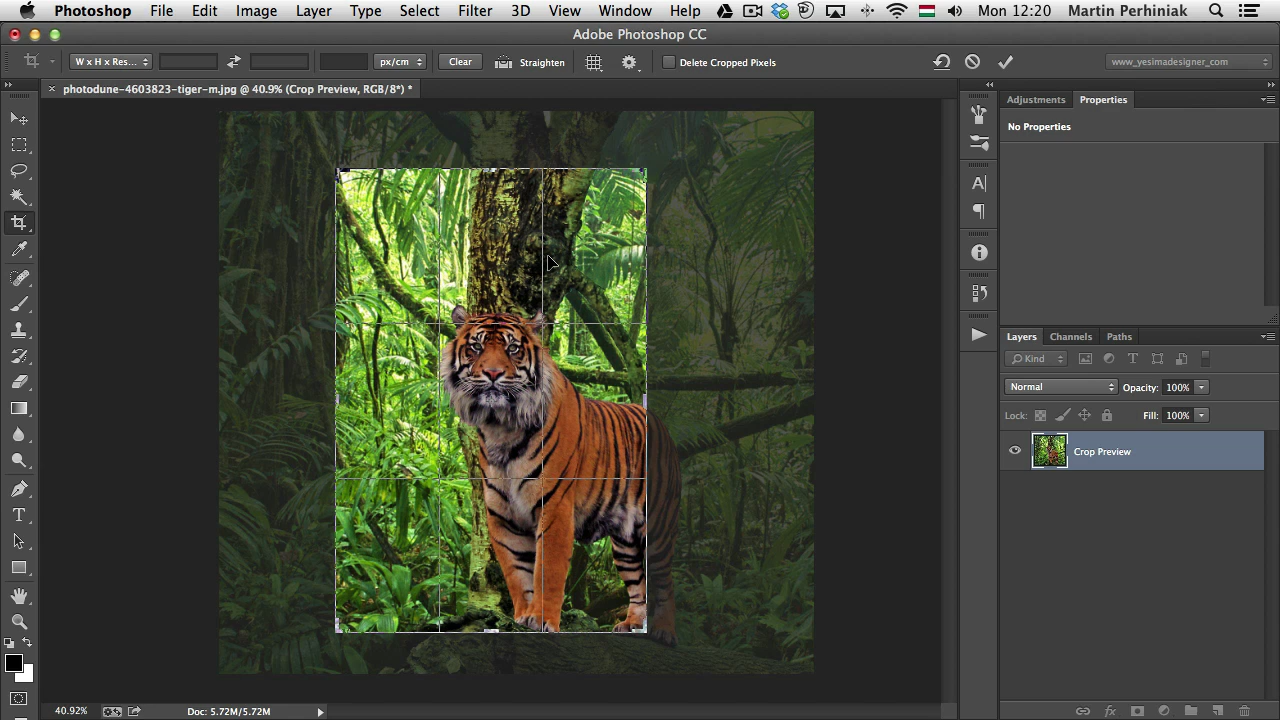 Photoshop File Edit Image Layer Type Select Filter 3D View Window Help Mon 12:20 Martin Perhiniak
Adobe Photoshop CC
W x H x Res... px/cm Clear Straighten Delete Cropped Pixels www_yesimadesigner_com
× photodune-4603823-tiger-m.jpg @ 40.9% (Crop Preview, RGB/8*) *
Adjustments Properties
No Properties
Layers Channels Paths
Kind
Normal Opacity: 100%
Lock: Fill: 100%
Crop Preview
40.92% Doc: 5.72M/5.72M